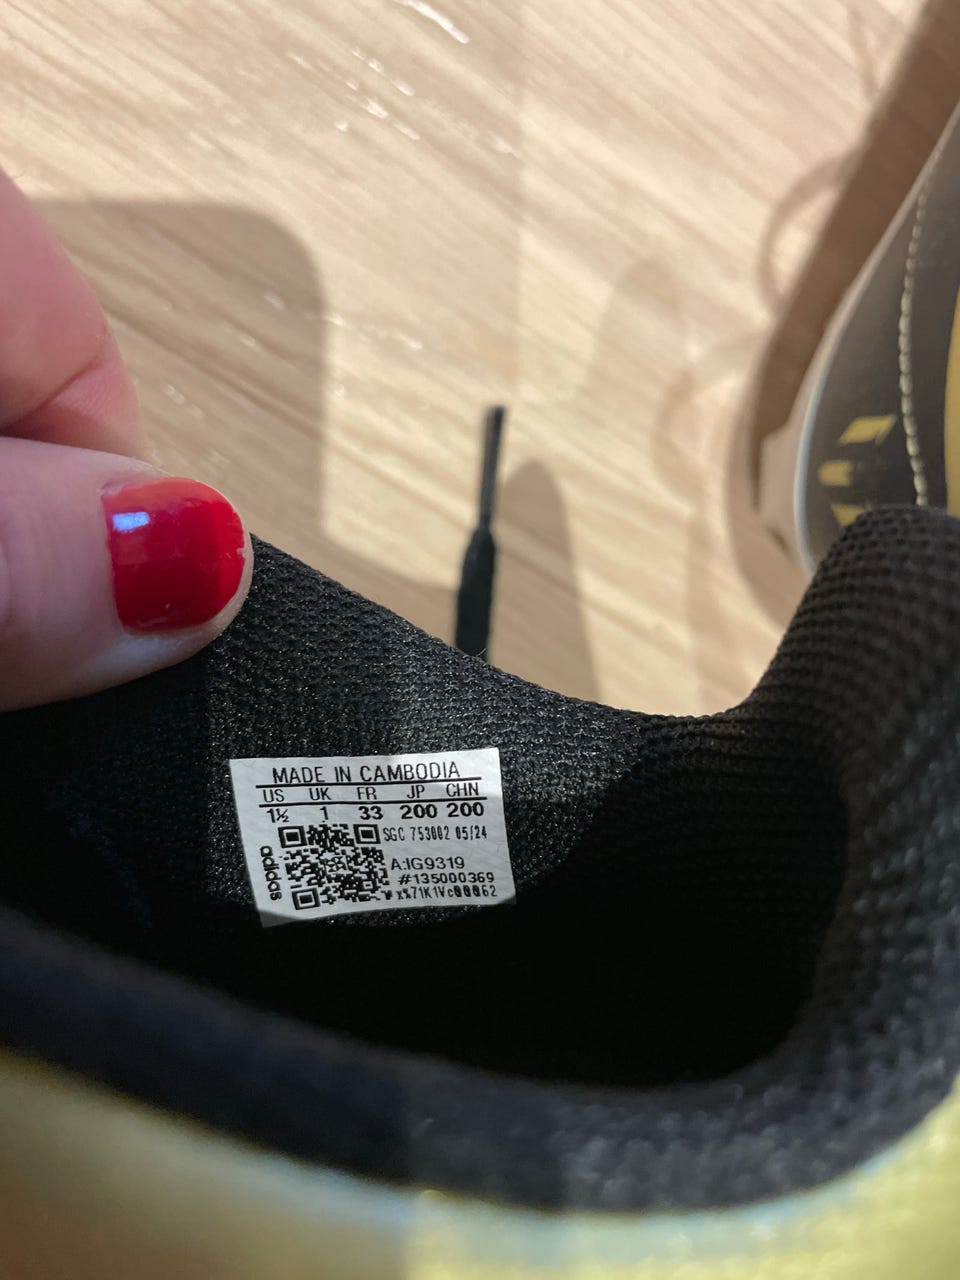 MADE IN CAMBODIA
US UK FR JP CHN
1½ 1 33 200 200
SGC 753002 05/24
A:IG9319
#135000369
adidas